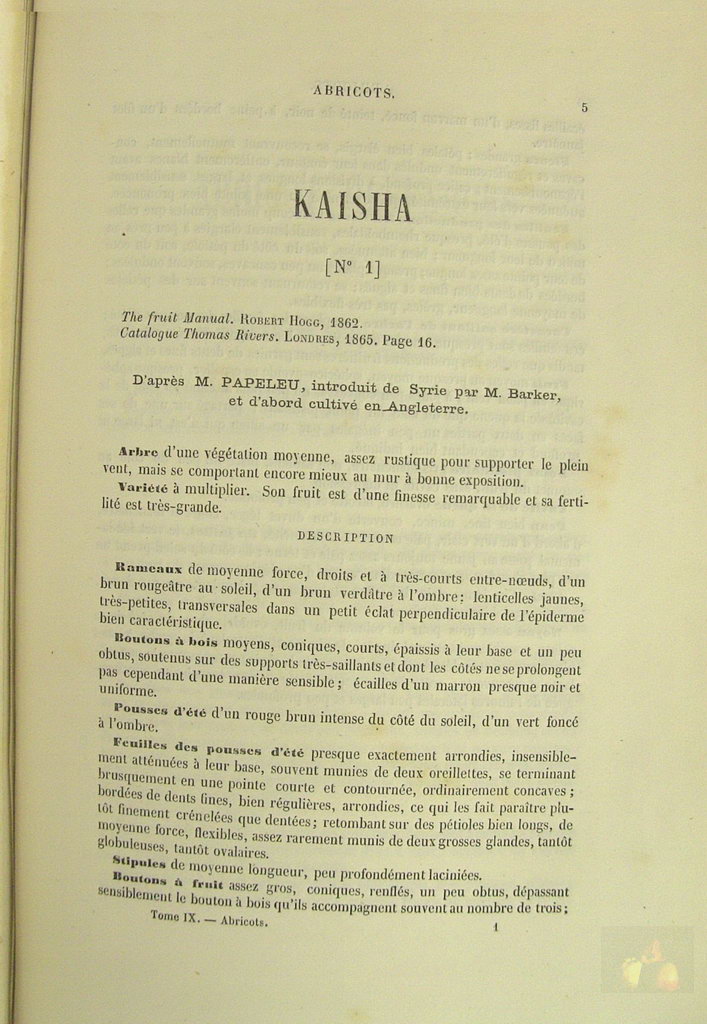 ABRICOTS.
5
KAISHA
[N° 1]
The fruit Manual. ROBERT HOGG, 1862.
Catalogue Thomas Rivers. LONDRES, 1865. Page 16.
D'après M. PAPELEU, introduit de Syrie par M. Barker,
et d'abord cultivé en Angleterre.
Arbre d'une végétation moyenne, assez rustique pour supporter le plein
vent, mais se comportant encore mieux au mur à bonne exposition.
Variété à multiplier. Son fruit est d'une finesse remarquable et sa ferti-
lité est très-grande.
DESCRIPTION
Rameaux de moyenne force, droits et à très-courts entre-nœuds, d'un
brun rougeâtre au soleil, d'un brun verdâtre à l'ombre; lenticelles jaunes,
très-petites, transversales dans un petit éclat perpendiculaire de l'épiderme
bien caractéristique.
Boutons à bois moyens, coniques, courts, épaissis à leur base et un peu
obtus, soutenus sur des supports très-saillants et dont les côtés ne se prolongent
pas cependant d'une manière sensible; écailles d'un marron presque noir et
uniforme.
Pousses d'été d'un rouge brun intense du côté du soleil, d'un vert foncé
à l'ombre.
Feuilles des pousses d'été presque exactement arrondies, insensible-
ment atténuées à leur base, souvent munies de deux oreillettes, se terminant
brusquement en une pointe courte et contournée, ordinairement concaves;
bordées de dents fines, bien régulières, arrondies, ce qui les fait paraître plu-
tôt finement crénelées que dentées; retombant sur des pétioles bien longs, de
moyenne force, flexibles, assez rarement munis de deux grosses glandes, tantôt
globuleuses, tantôt ovalaires.
Stipules de moyenne longueur, peu profondément laciniées.
Boutons à fruit assez gros, coniques, renflés, un peu obtus, dépassant
sensiblement le bouton à bois qu'ils accompagnent souvent au nombre de trois;
Tome IX. — Abricots.
1